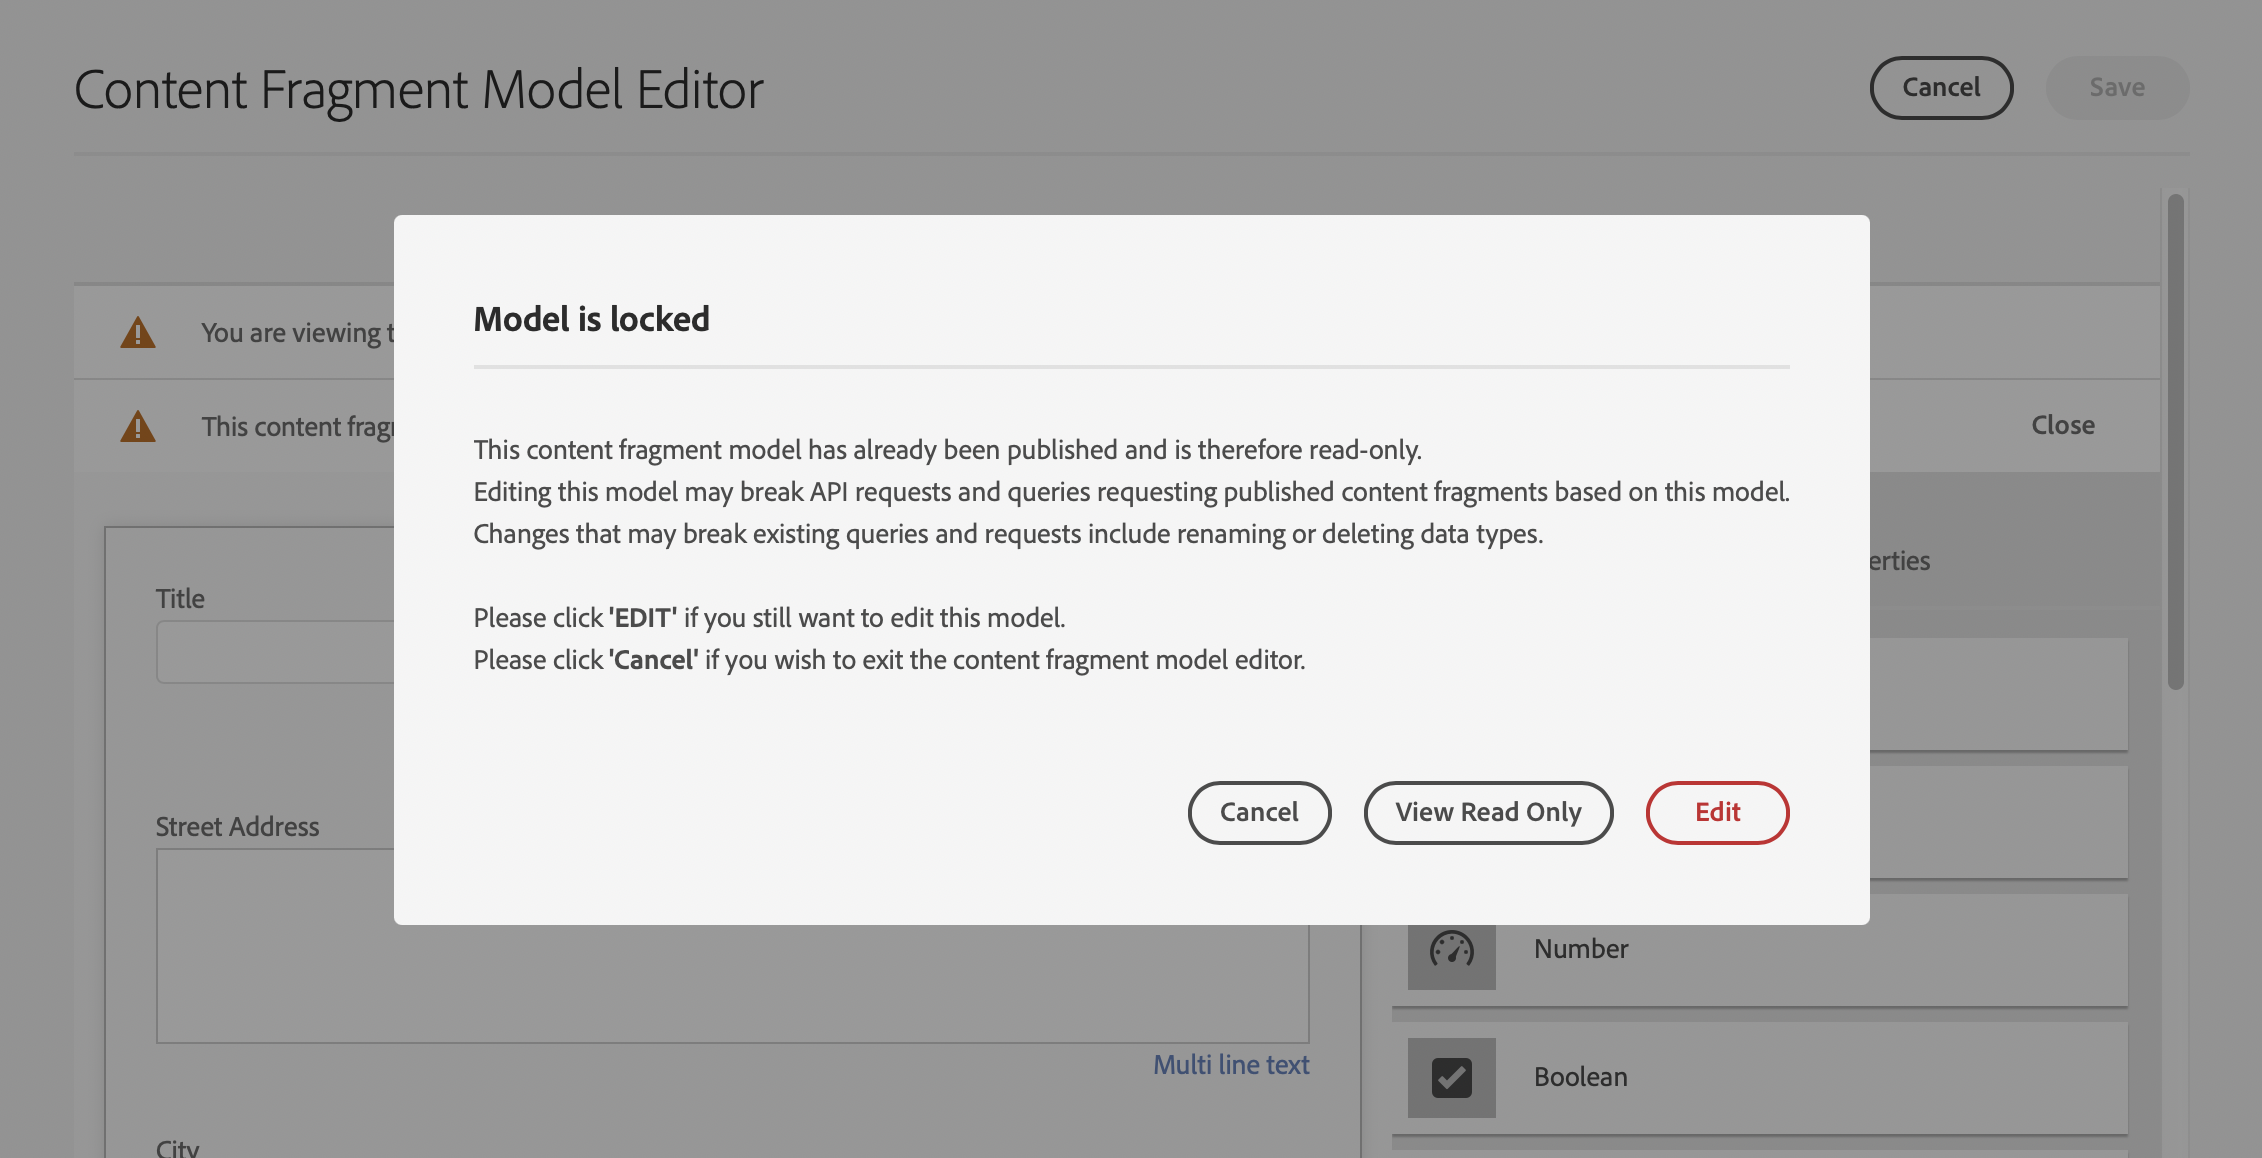 Content Fragment Model Editor
Cancel
Save
You are viewing
This content
Close
Model is locked
This content fragment model has already been published and is therefore read-only.
Editing this model may break API requests and queries requesting published content fragments based on this model.
Changes that may break existing queries and requests include renaming or deleting data types.
Please click 'EDIT' if you still want to edit this model.
Please click 'Cancel' if you wish to exit the content fragment model editor.
Cancel
View Read Only
Edit
Title
Street Address
Multi line text
City
erties
Number
Boolean